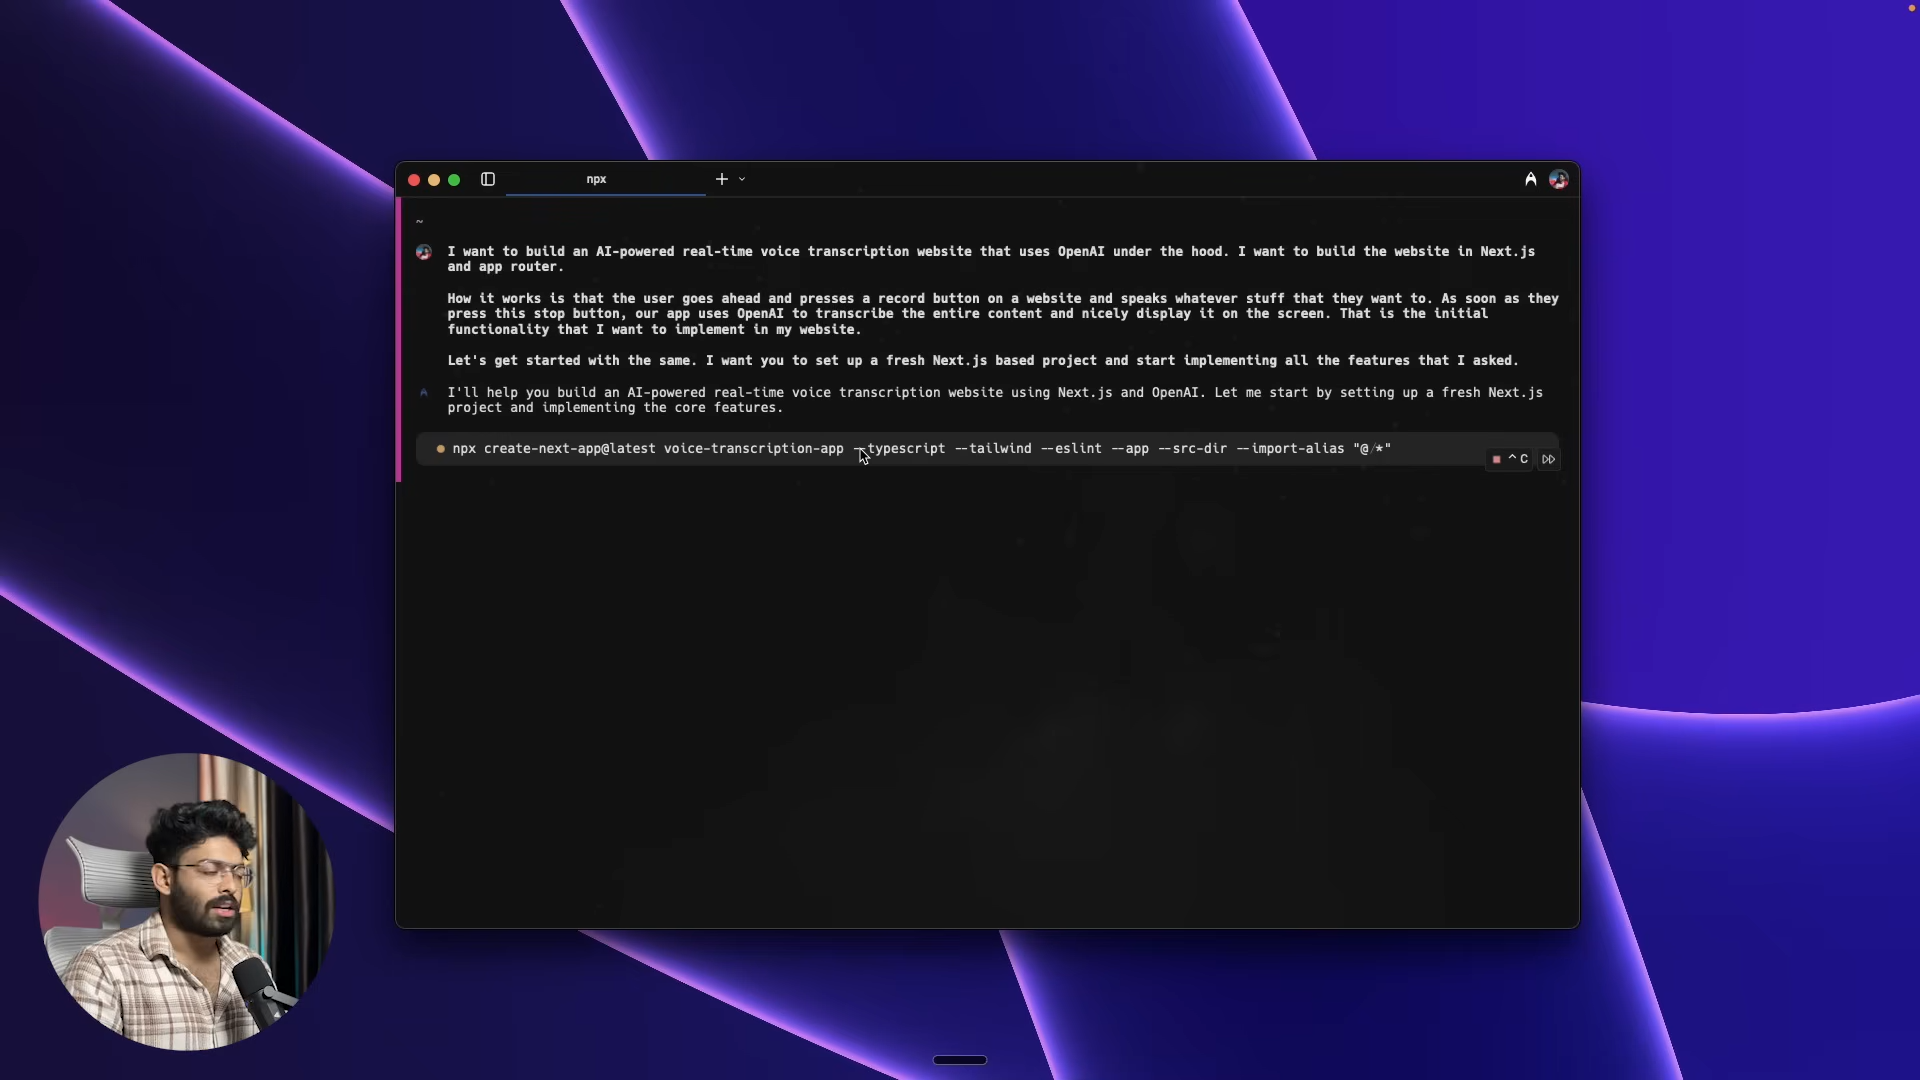 npx
~
I want to build an AI-powered real-time voice transcription website that uses OpenAI under the hood. I want to build the website in Next.js
and app router.
How it works is that the user goes ahead and presses a record button on a website and speaks whatever stuff that they want to. As soon as they
press this stop button, our app uses OpenAI to transcribe the entire content and nicely display it on the screen. That is the initial
functionality that I want to implement in my website.
Let's get started with the same. I want you to set up a fresh Next.js based project and start implementing all the features that I asked.
I'll help you build an AI-powered real-time voice transcription website using Next.js and OpenAI. Let me start by setting up a fresh Next.js
project and implementing the core features.
npx create-next-app@latest voice-transcription-app --typescript --tailwind --eslint --app --src-dir --import-alias "@/*"
^C